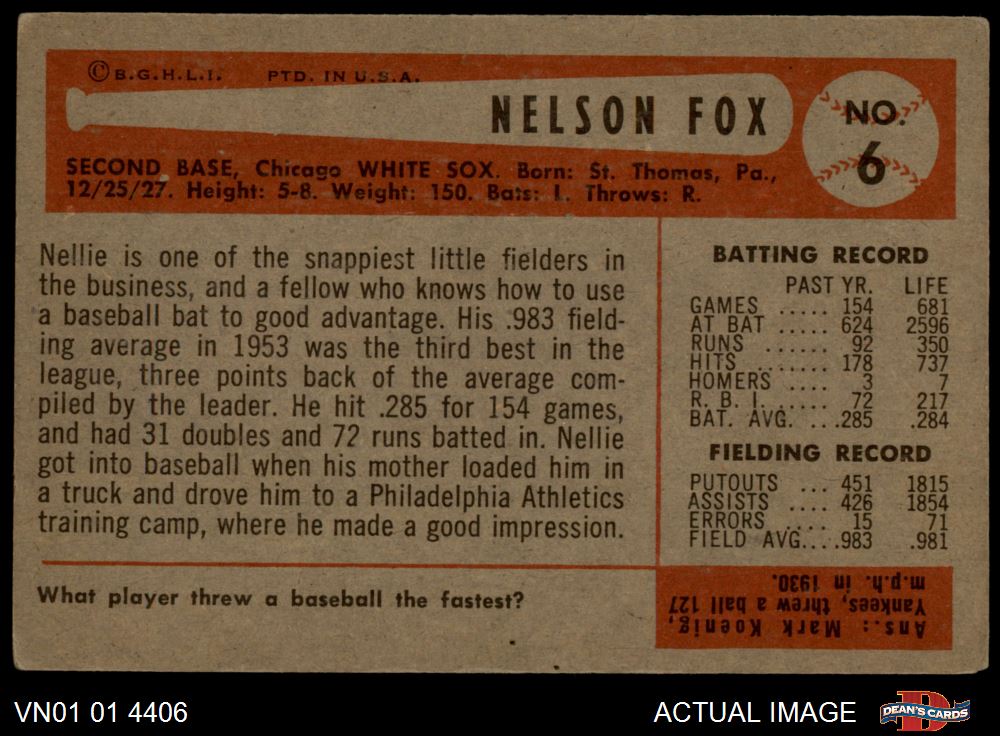 © B.G.H.L.I. PTD. IN U.S.A.
NELSON FOX
NO.
6
SECOND BASE, Chicago WHITE SOX. Born: St. Thomas, Pa.,
12/25/27. Height: 5-8. Weight: 150. Bats: L. Throws: R.
Nellie is one of the snappiest little fielders in
the business, and a fellow who knows how to use
a baseball bat to good advantage. His .983 field-
ing average in 1953 was the third best in the
league, three points back of the average com-
piled by the leader. He hit .285 for 154 games,
and had 31 doubles and 72 runs batted in. Nellie
got into baseball when his mother loaded him in
a truck and drove him to a Philadelphia Athletics
training camp, where he made a good impression.
BATTING RECORD
PAST YR. LIFE
GAMES ..... 154 681
AT BAT ..... 624 2596
RUNS ...... 92 350
HITS ....... 178 737
HOMERS .... 3 7
R. B. I. ..... 72 217
BAT. AVG. ...285 .284
FIELDING RECORD
PUTOUTS ... 451 1815
ASSISTS .... 426 1854
ERRORS .... 15 71
FIELD AVG....983 .981
What player threw a baseball the fastest?
Ans.: Mark Koenig,
Yankees, threw a ball 127
m.p.h. in 1930.
VN01 01 4406
ACTUAL IMAGE
D
DEAN'S CARDS